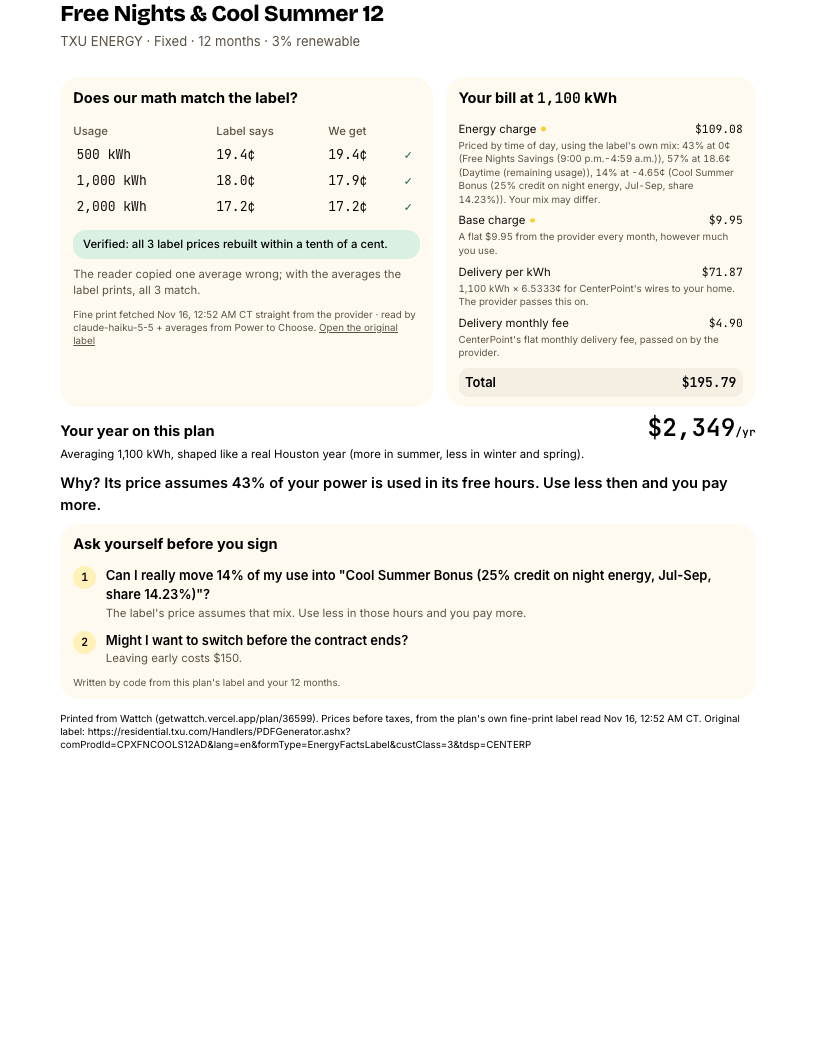 Free Nights & Cool Summer 12
TXU ENERGY · Fixed · 12 months · 3% renewable
Does our math match the label?
Usage Label says We get
500 kWh 19.4¢ 19.4¢ ✓
1,000 kWh 18.0¢ 17.9¢ ✓
2,000 kWh 17.2¢ 17.2¢ ✓
Verified: all 3 label prices rebuilt within a tenth of a cent.
The reader copied one average wrong; with the averages the
label prints, all 3 match.
Fine print fetched Nov 16, 12:52 AM CT straight from the provider · read by
claude-haiku-5-5 + averages from Power to Choose. Open the original
label
Your bill at 1,100 kWh
Energy charge $109.08
Priced by time of day, using the label's own mix: 43% at 0¢
(Free Nights Savings (9:00 p.m.-4:59 a.m.)), 57% at 18.6¢
(Daytime (remaining usage)), 14% at -4.65¢ (Cool Summer
Bonus (25% credit on night energy, Jul-Sep, share
14.23%)). Your mix may differ.
Base charge $9.95
A flat $9.95 from the provider every month, however much
you use.
Delivery per kWh $71.87
1,100 kWh × 6.5333¢ for CenterPoint's wires to your home.
The provider passes this on.
Delivery monthly fee $4.90
CenterPoint's flat monthly delivery fee, passed on by the
provider.
Total $195.79
Your year on this plan $2,349/yr
Averaging 1,100 kWh, shaped like a real Houston year (more in summer, less in winter and spring).
Why? Its price assumes 43% of your power is used in its free hours. Use less then and you pay
more.
Ask yourself before you sign
1 Can I really move 14% of my use into "Cool Summer Bonus (25% credit on night energy, Jul-Sep,
share 14.23%)"?
The label's price assumes that mix. Use less in those hours and you pay more.
2 Might I want to switch before the contract ends?
Leaving early costs $150.
Written by code from this plan's label and your 12 months.
Printed from Wattch (getwattch.vercel.app/plan/36599). Prices before taxes, from the plan's own fine-print label read Nov 16, 12:52 AM CT. Original
label: https://residential.txu.com/Handlers/PDFGenerator.ashx?
comProdId=CPXFNCOOLS12AD&lang=en&formType=EnergyFactsLabel&custClass=3&tdsp=CENTERP